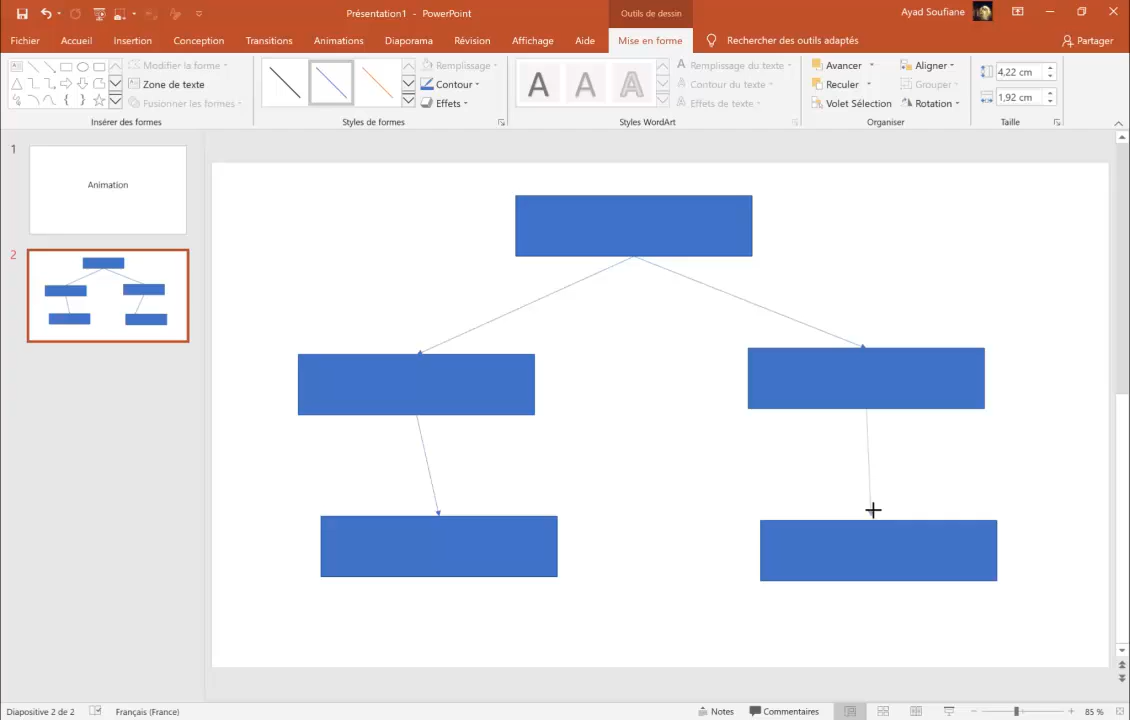 Présentation1 - PowerPoint
Outils de dessin
Ayad Soufiane
Fichier Accueil Insertion Conception Transitions Animations Diaporama Révision Affichage Aide Mise en forme Rechercher des outils adaptés Partager
Modifier la forme
Zone de texte
Fusionner les formes
Insérer des formes
Remplissage
Contour
Effets
Styles de formes
A A A
Remplissage du texte
Contour du texte
Effets de texte
Styles WordArt
Avancer
Reculer
Volet Sélection
Aligner
Grouper
Rotation
Organiser
4,22 cm
1,92 cm
Taille
1
Animation
2
Diapositive 2 de 2 Français (France) Notes Commentaires 85 %